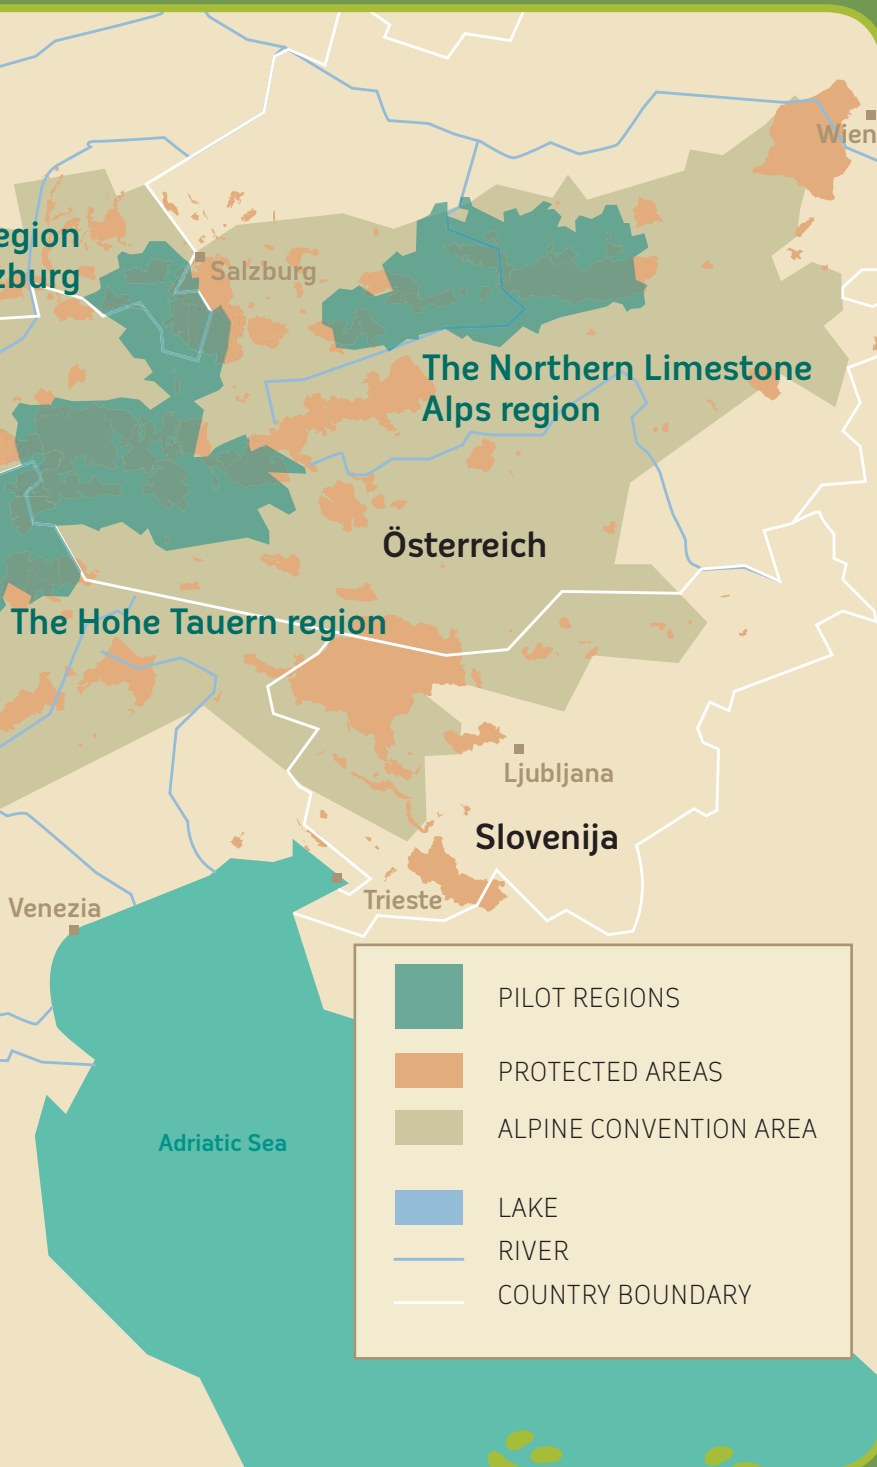 Wien
egion
zburg
Salzburg
The Northern Limestone
Alps region
Österreich
The Hohe Tauern region
Ljubljana
Slovenija
Trieste
Venezia
Adriatic Sea
PILOT REGIONS
PROTECTED AREAS
ALPINE CONVENTION AREA
LAKE
RIVER
COUNTRY BOUNDARY